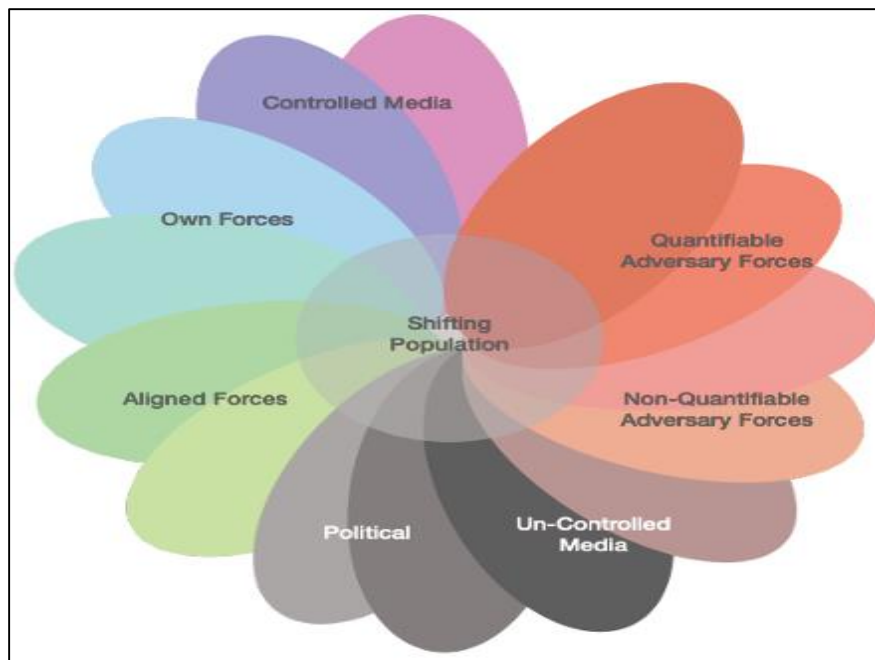 Controlled Media
Own Forces
Quantifiable
Adversary Forces
Shifting
Population
Aligned Forces
Non-Quantifiable
Adversary Forces
Political
Un-Controlled
Media